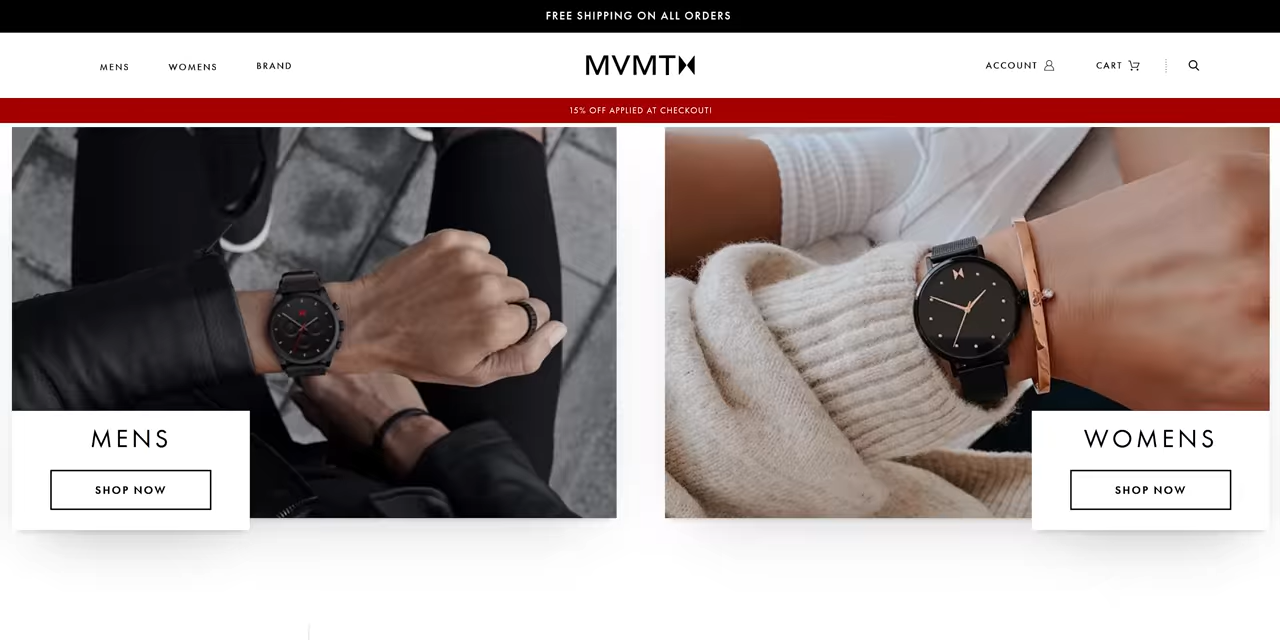 FREE SHIPPING ON ALL ORDERS
MENS
WOMENS
BRAND
MVMT
ACCOUNT
CART
15% OFF APPLIED AT CHECKOUT!
MENS
SHOP NOW
WOMENS
SHOP NOW